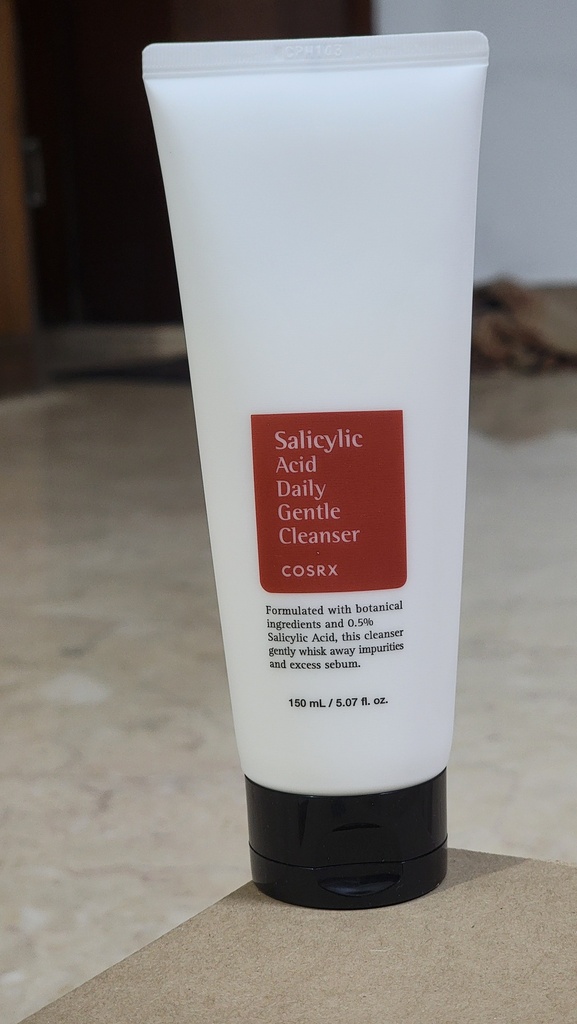 Salicylic
Acid
Daily
Gentle
Cleanser
COSRX
Formulated with botanical
ingredients and 0.5%
Salicylic Acid, this cleanser
gently whisk away impurities
and excess sebum.
150 mL / 5.07 fl. oz.